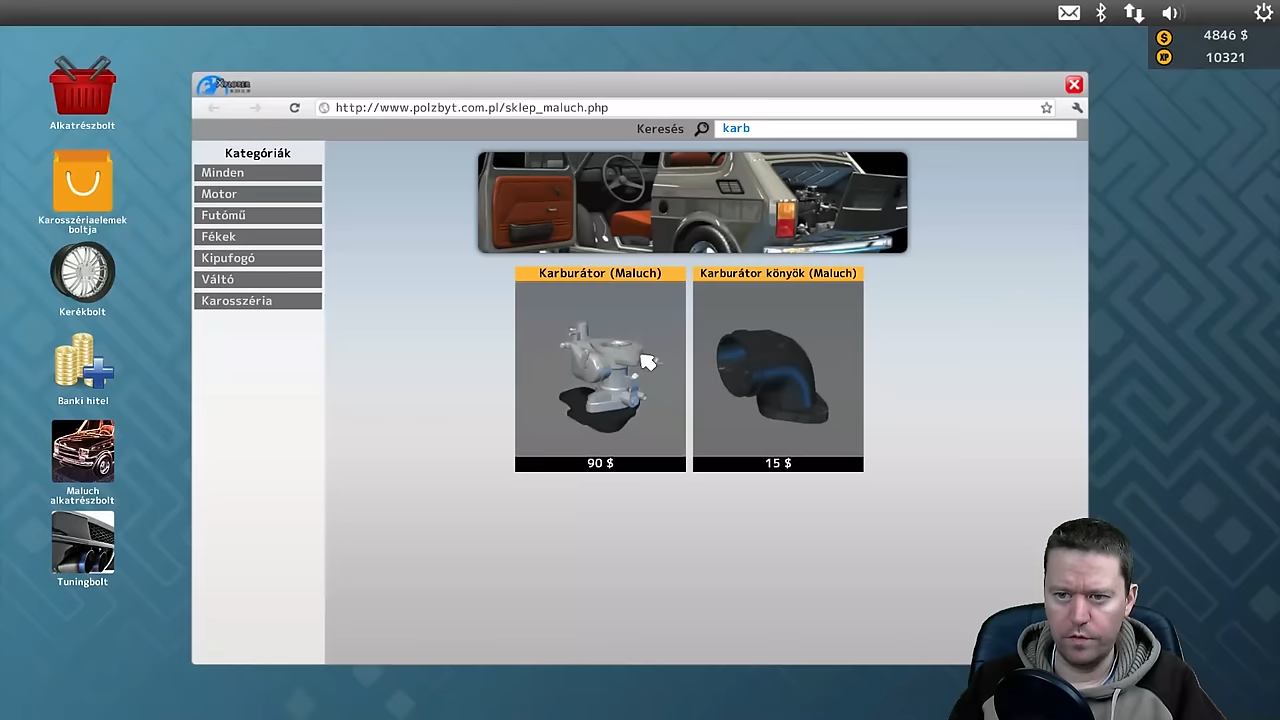 4846 $
10321
Alkatrészbolt
Karosszériaelemek
boltja
Kerékbolt
Banki hitel
Maluch
alkatrészbolt
Tuningbolt
XPLORER
http://www.polzbyt.com.pl/sklep_maluch.php
Keresés karb
Kategóriák
Minden
Motor
Futómű
Fékek
Kipufogó
Váltó
Karosszéria
Karburátor (Maluch)
90 $
Karburátor könyök (Maluch)
15 $